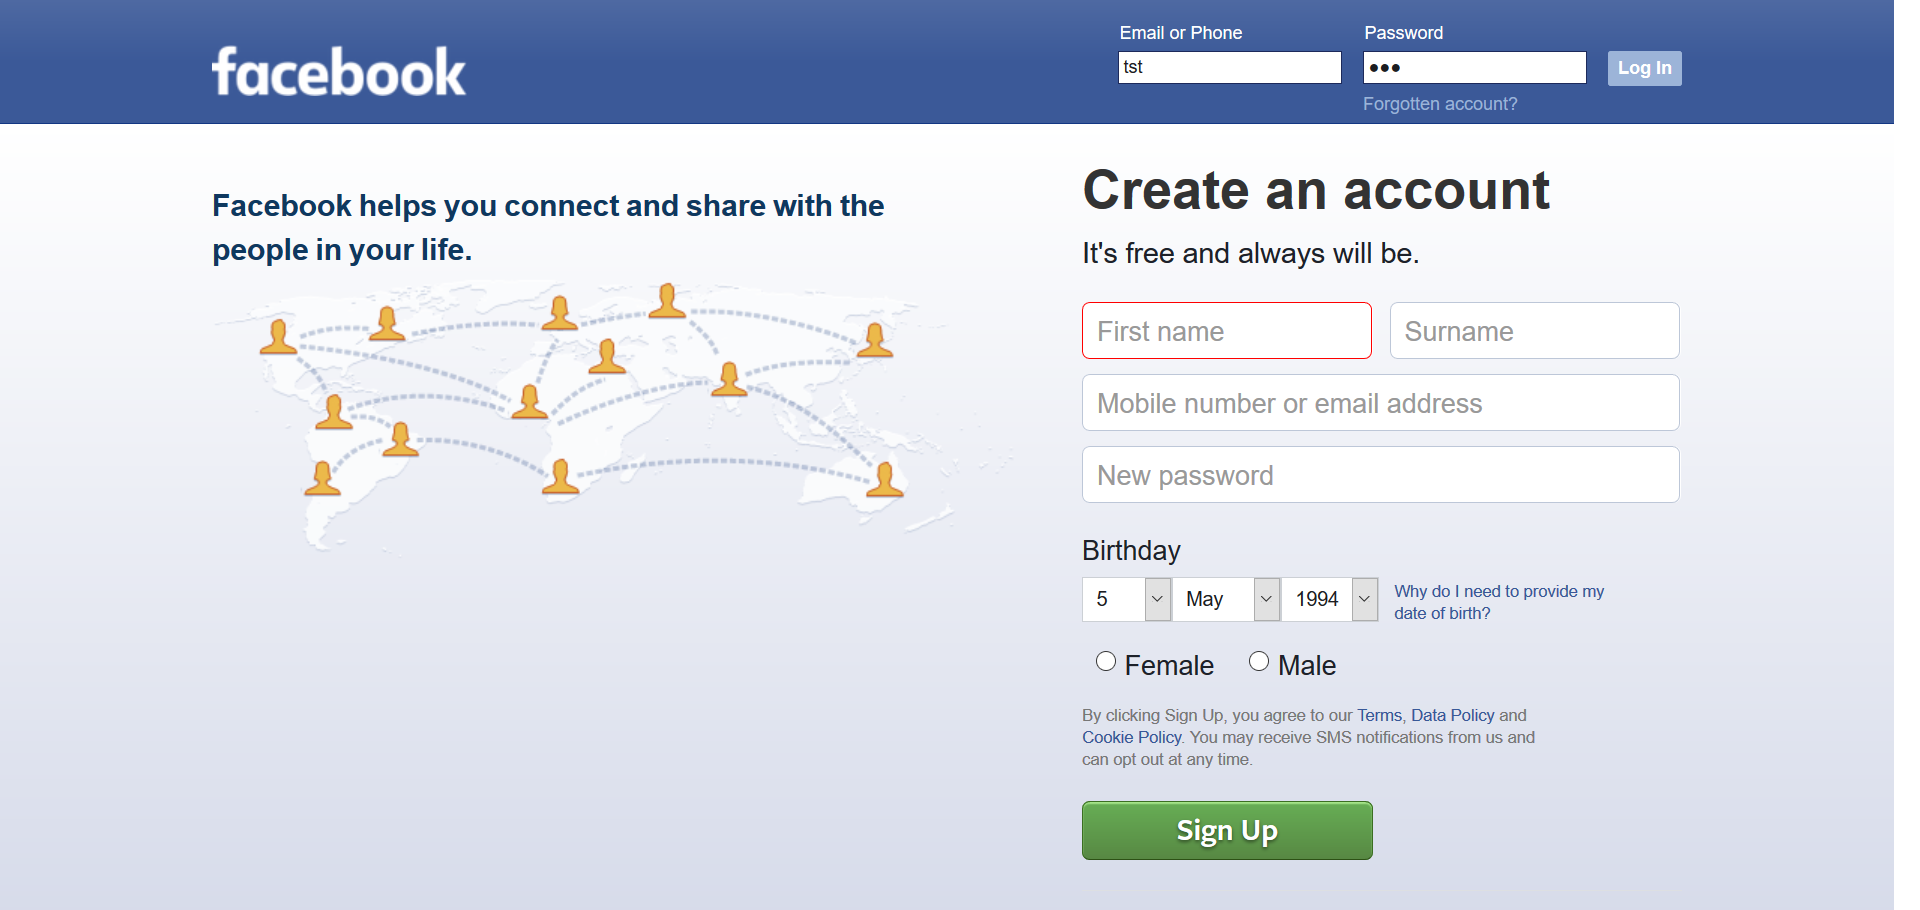 facebook
Email or Phone
Password
tst
•••
Log In
Forgotten account?
Facebook helps you connect and share with the
people in your life.
Create an account
It's free and always will be.
First name
Surname
Mobile number or email address
New password
Birthday
5
May
1994
Why do I need to provide my
date of birth?
Female
Male
By clicking Sign Up, you agree to our Terms, Data Policy and
Cookie Policy. You may receive SMS notifications from us and
can opt out at any time.
Sign Up